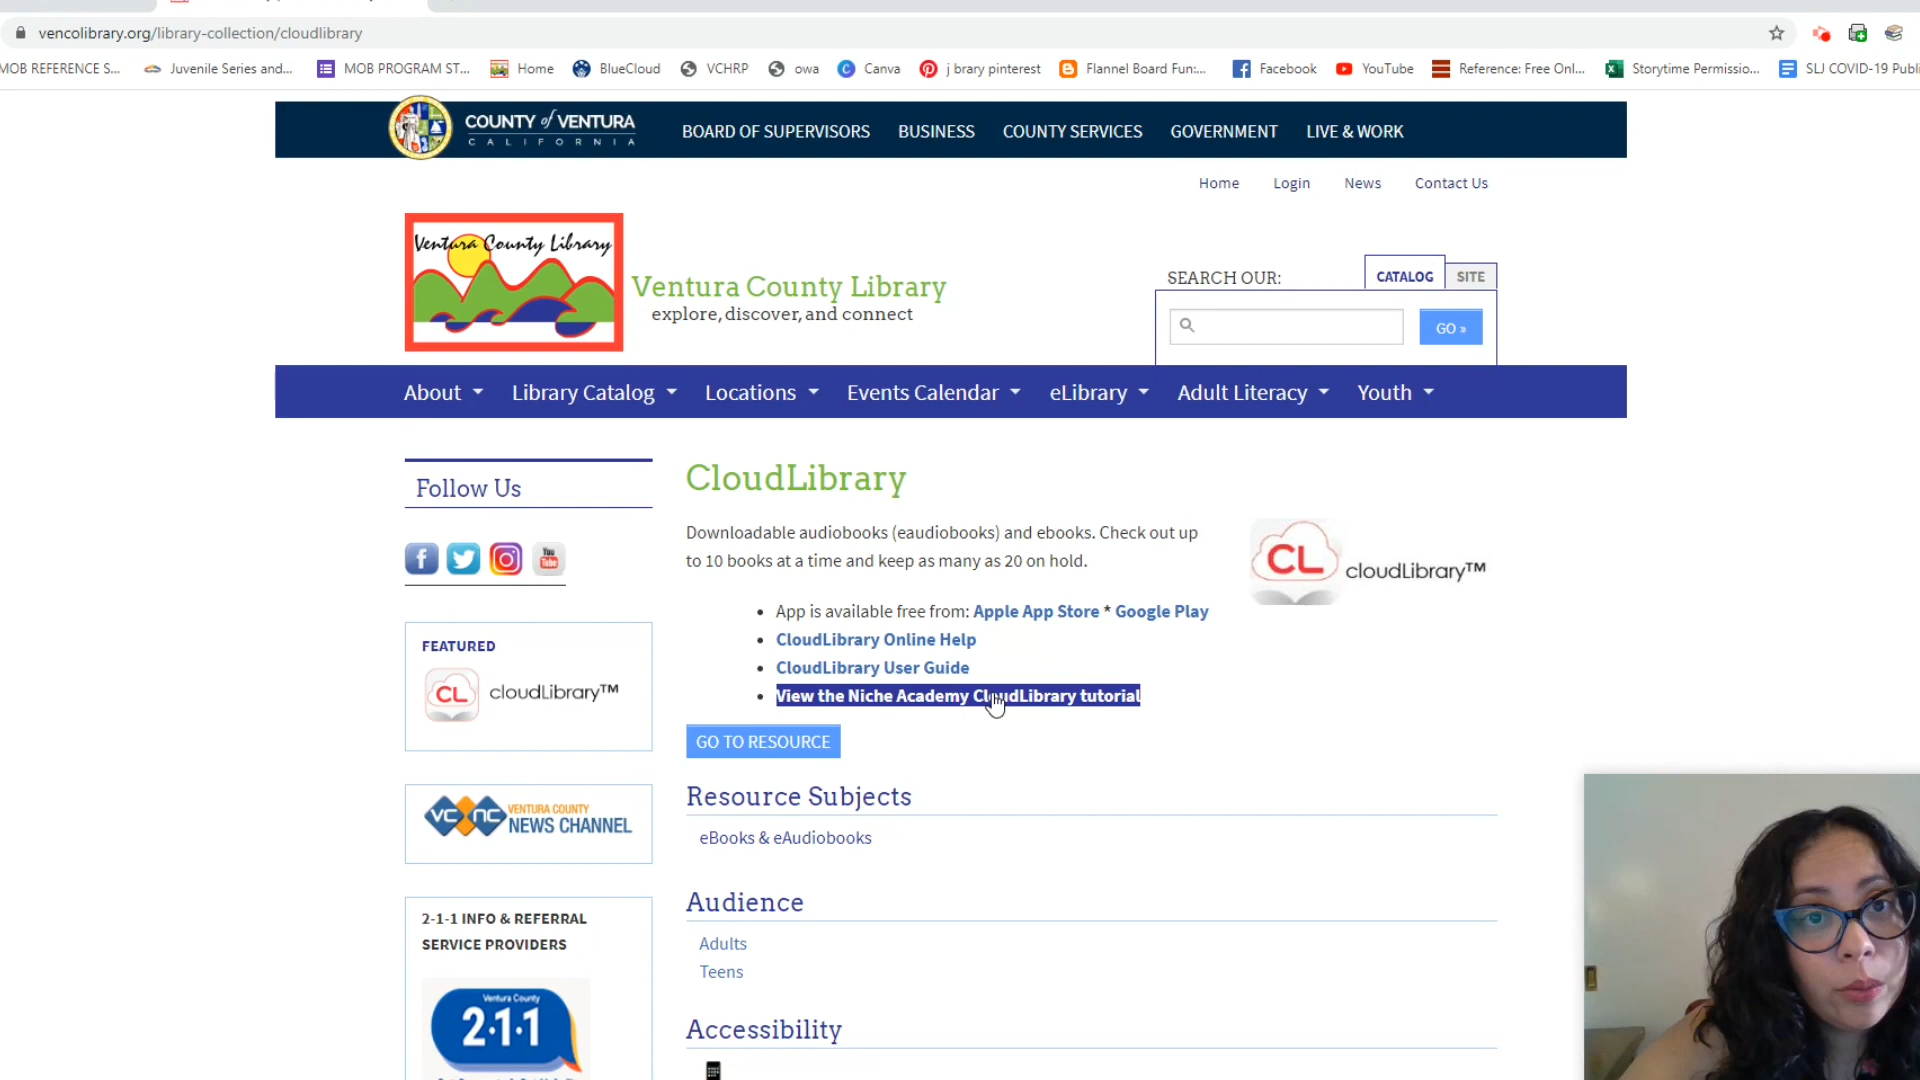 vencolibrary.org/library-collection/cloudlibrary
MOB REFERENCE S... Juvenile Series and... MOB PROGRAM ST... Home BlueCloud VCHRP owa Canva j brary pinterest Flannel Board Fun:... Facebook YouTube Reference: Free Onl... Storytime Permissio... SLJ COVID-19 Publi
COUNTY of VENTURA
CALIFORNIA
BOARD OF SUPERVISORS BUSINESS COUNTY SERVICES GOVERNMENT LIVE & WORK
Home Login News Contact Us
Ventura County Library
Ventura County Library
explore, discover, and connect
SEARCH OUR: CATALOG SITE
GO »
About Library Catalog Locations Events Calendar eLibrary Adult Literacy Youth
Follow Us
You
Tube
FEATURED
CL cloudLibrary™
VCNC VENTURA COUNTY
NEWS CHANNEL
2-1-1 INFO & REFERRAL
SERVICE PROVIDERS
Ventura County
2·1·1
CloudLibrary
Downloadable audiobooks (eaudiobooks) and ebooks. Check out up
to 10 books at a time and keep as many as 20 on hold.
CL cloudLibrary™
• App is available free from: Apple App Store * Google Play
• CloudLibrary Online Help
• CloudLibrary User Guide
• View the Niche Academy CloudLibrary tutorial
GO TO RESOURCE
Resource Subjects
eBooks & eAudiobooks
Audience
Adults
Teens
Accessibility